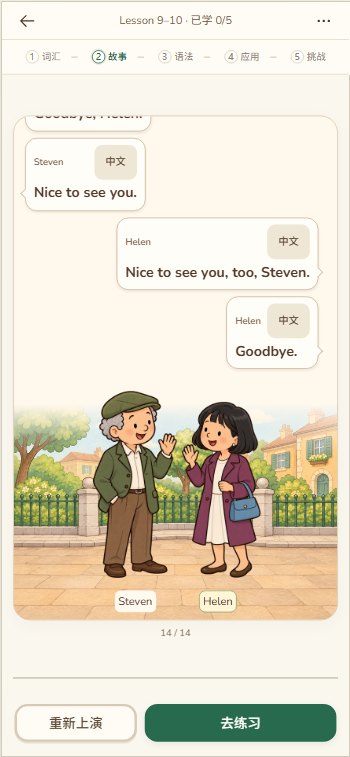 Lesson 9–10 · 已学 0/5
1 词汇 – 2 故事 – 3 语法 – 4 应用 – 5 挑战
Goodbye, Helen.
Steven 中文
Nice to see you.
Helen 中文
Nice to see you, too, Steven.
Helen 中文
Goodbye.
Steven Helen
14 / 14
重新上演 去练习